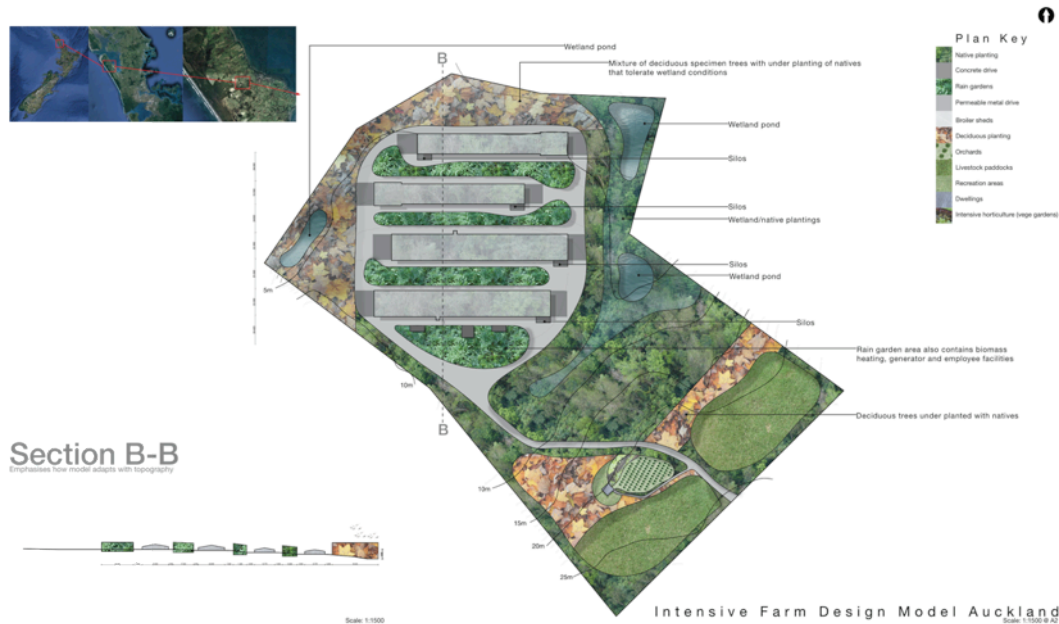 Plan Key
Native planting
Concrete drive
Rain gardens
Permeable metal drive
Broiler sheds
Deciduous planting
Orchards
Livestock paddocks
Recreation areas
Dwellings
Intensive horticulture (vege gardens)
B
Wetland pond
Mixture of deciduous specimen trees with under planting of natives
that tolerate wetland conditions
Wetland pond
Silos
Silos
Wetland/native plantings
Silos
Wetland pond
5m
Silos
Rain garden area also contains biomass
heating, generator and employee facilities
10m
Deciduous trees under planted with natives
B
Section B-B
Emphasises how model adapts with topography
10m
15m
20m
25m
Scale: 1:1500
Intensive Farm Design Model Auckland
Scale: 1:1500 @ A2